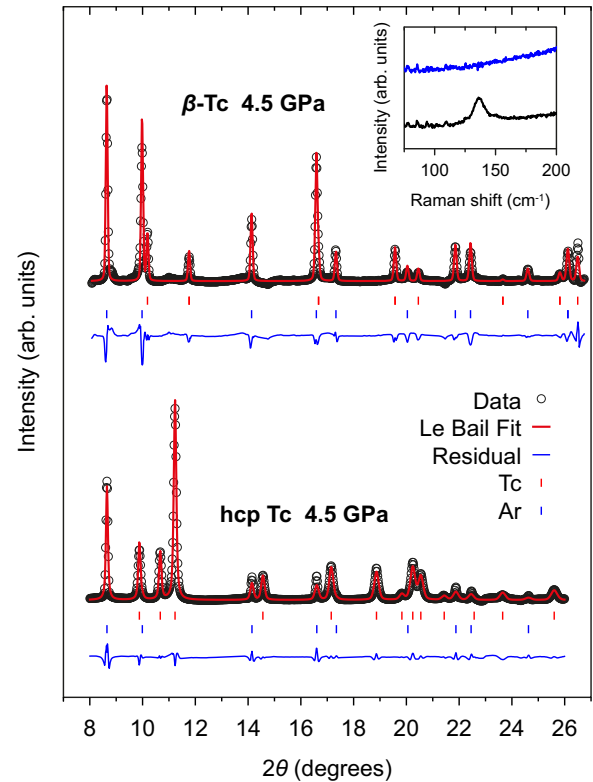 β-Tc 4.5 GPa
Intensity (arb. units)
100
150
200
Raman shift (cm⁻¹)
Intensity (arb. units)
Data
Le Bail Fit
Residual
Tc
Ar
hcp Tc 4.5 GPa
8
10
12
14
16
18
20
22
24
26
2θ (degrees)